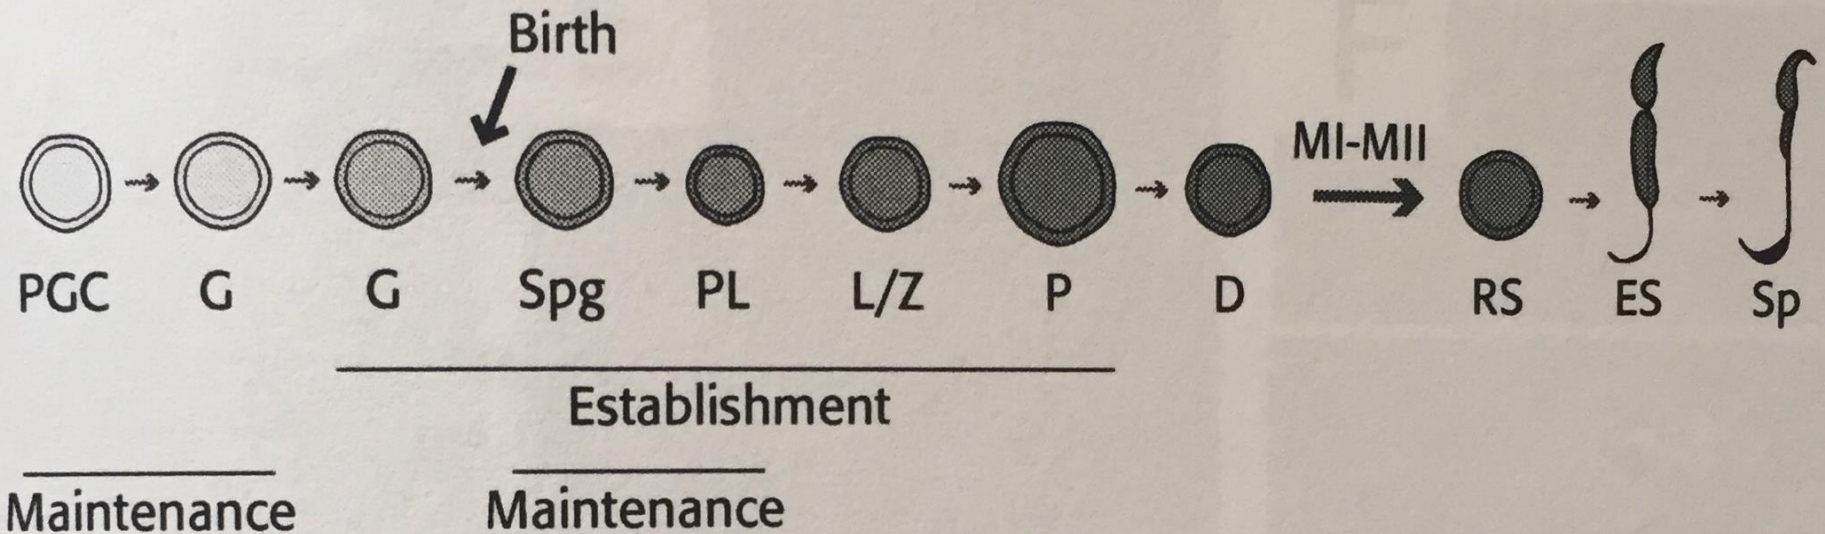 Birth
MI-MII
PGC G G Spg PL L/Z P D RS ES Sp
Establishment
Maintenance Maintenance